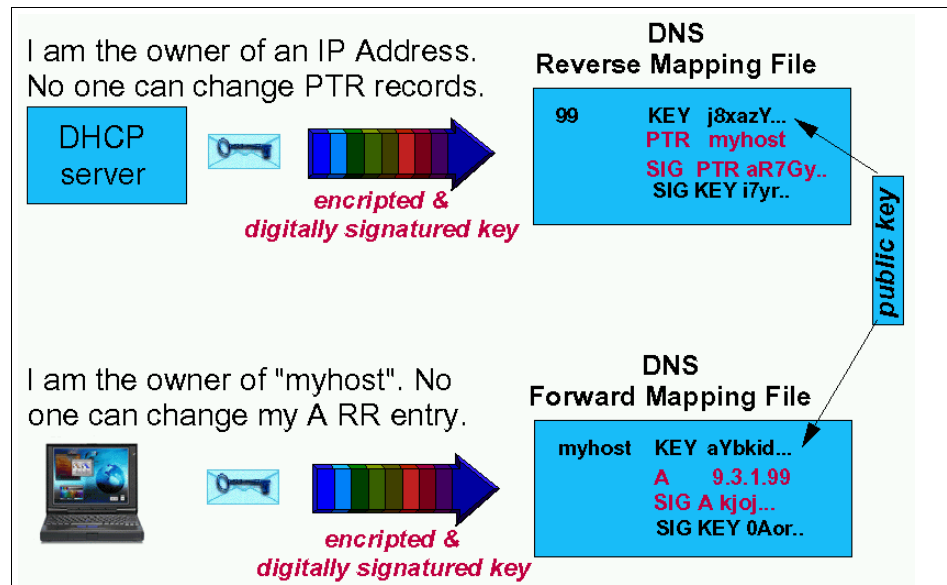 I am the owner of an IP Address.
No one can change PTR records.
DHCP
server
encripted &
digitally signatured key
DNS
Reverse Mapping File
99 KEY j8xazY...
PTR myhost
SIG PTR aR7Gy..
SIG KEY i7yr..
public key
I am the owner of "myhost". No
one can change my A RR entry.
encripted &
digitally signatured key
DNS
Forward Mapping File
myhost KEY aYbkid...
A 9.3.1.99
SIG A kjoj...
SIG KEY 0Aor..